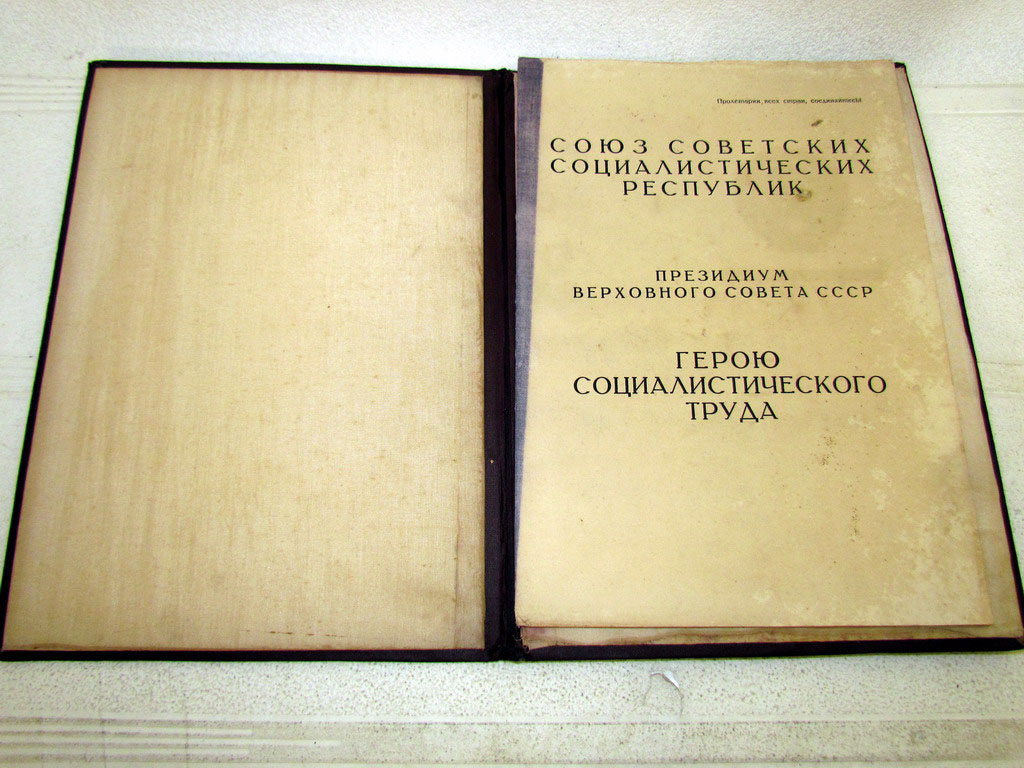 Пролетарии всех стран, соединяйтесь!
СОЮЗ СОВЕТСКИХ
СОЦИАЛИСТИЧЕСКИХ
РЕСПУБЛИК
ПРЕЗИДИУМ
ВЕРХОВНОГО СОВЕТА СССР
ГЕРОЮ
СОЦИАЛИСТИЧЕСКОГО
ТРУДА